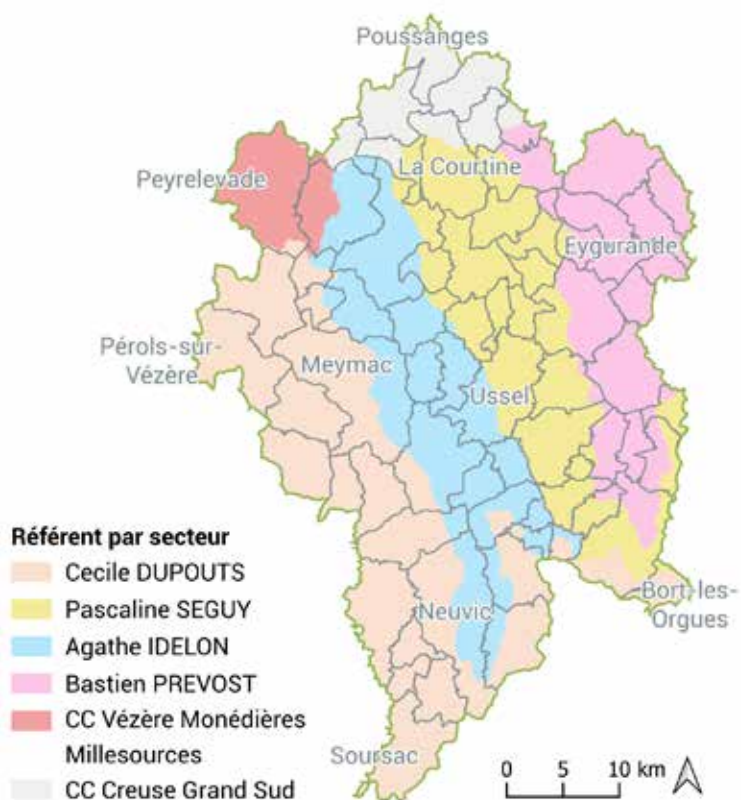 Poussanges
La Courtine
Peyrelevade
Eygurande
Pérols-sur-
Vézère
Meymac
Ussel
Référent par secteur
Cecile DUPOUTS
Pascaline SEGUY
Agathe IDELON
Bastien PREVOST
CC Vézère Monédières
Millesources
CC Creuse Grand Sud
Bort-les-
Orgues
Neuvic
Soursac
0 5 10 km